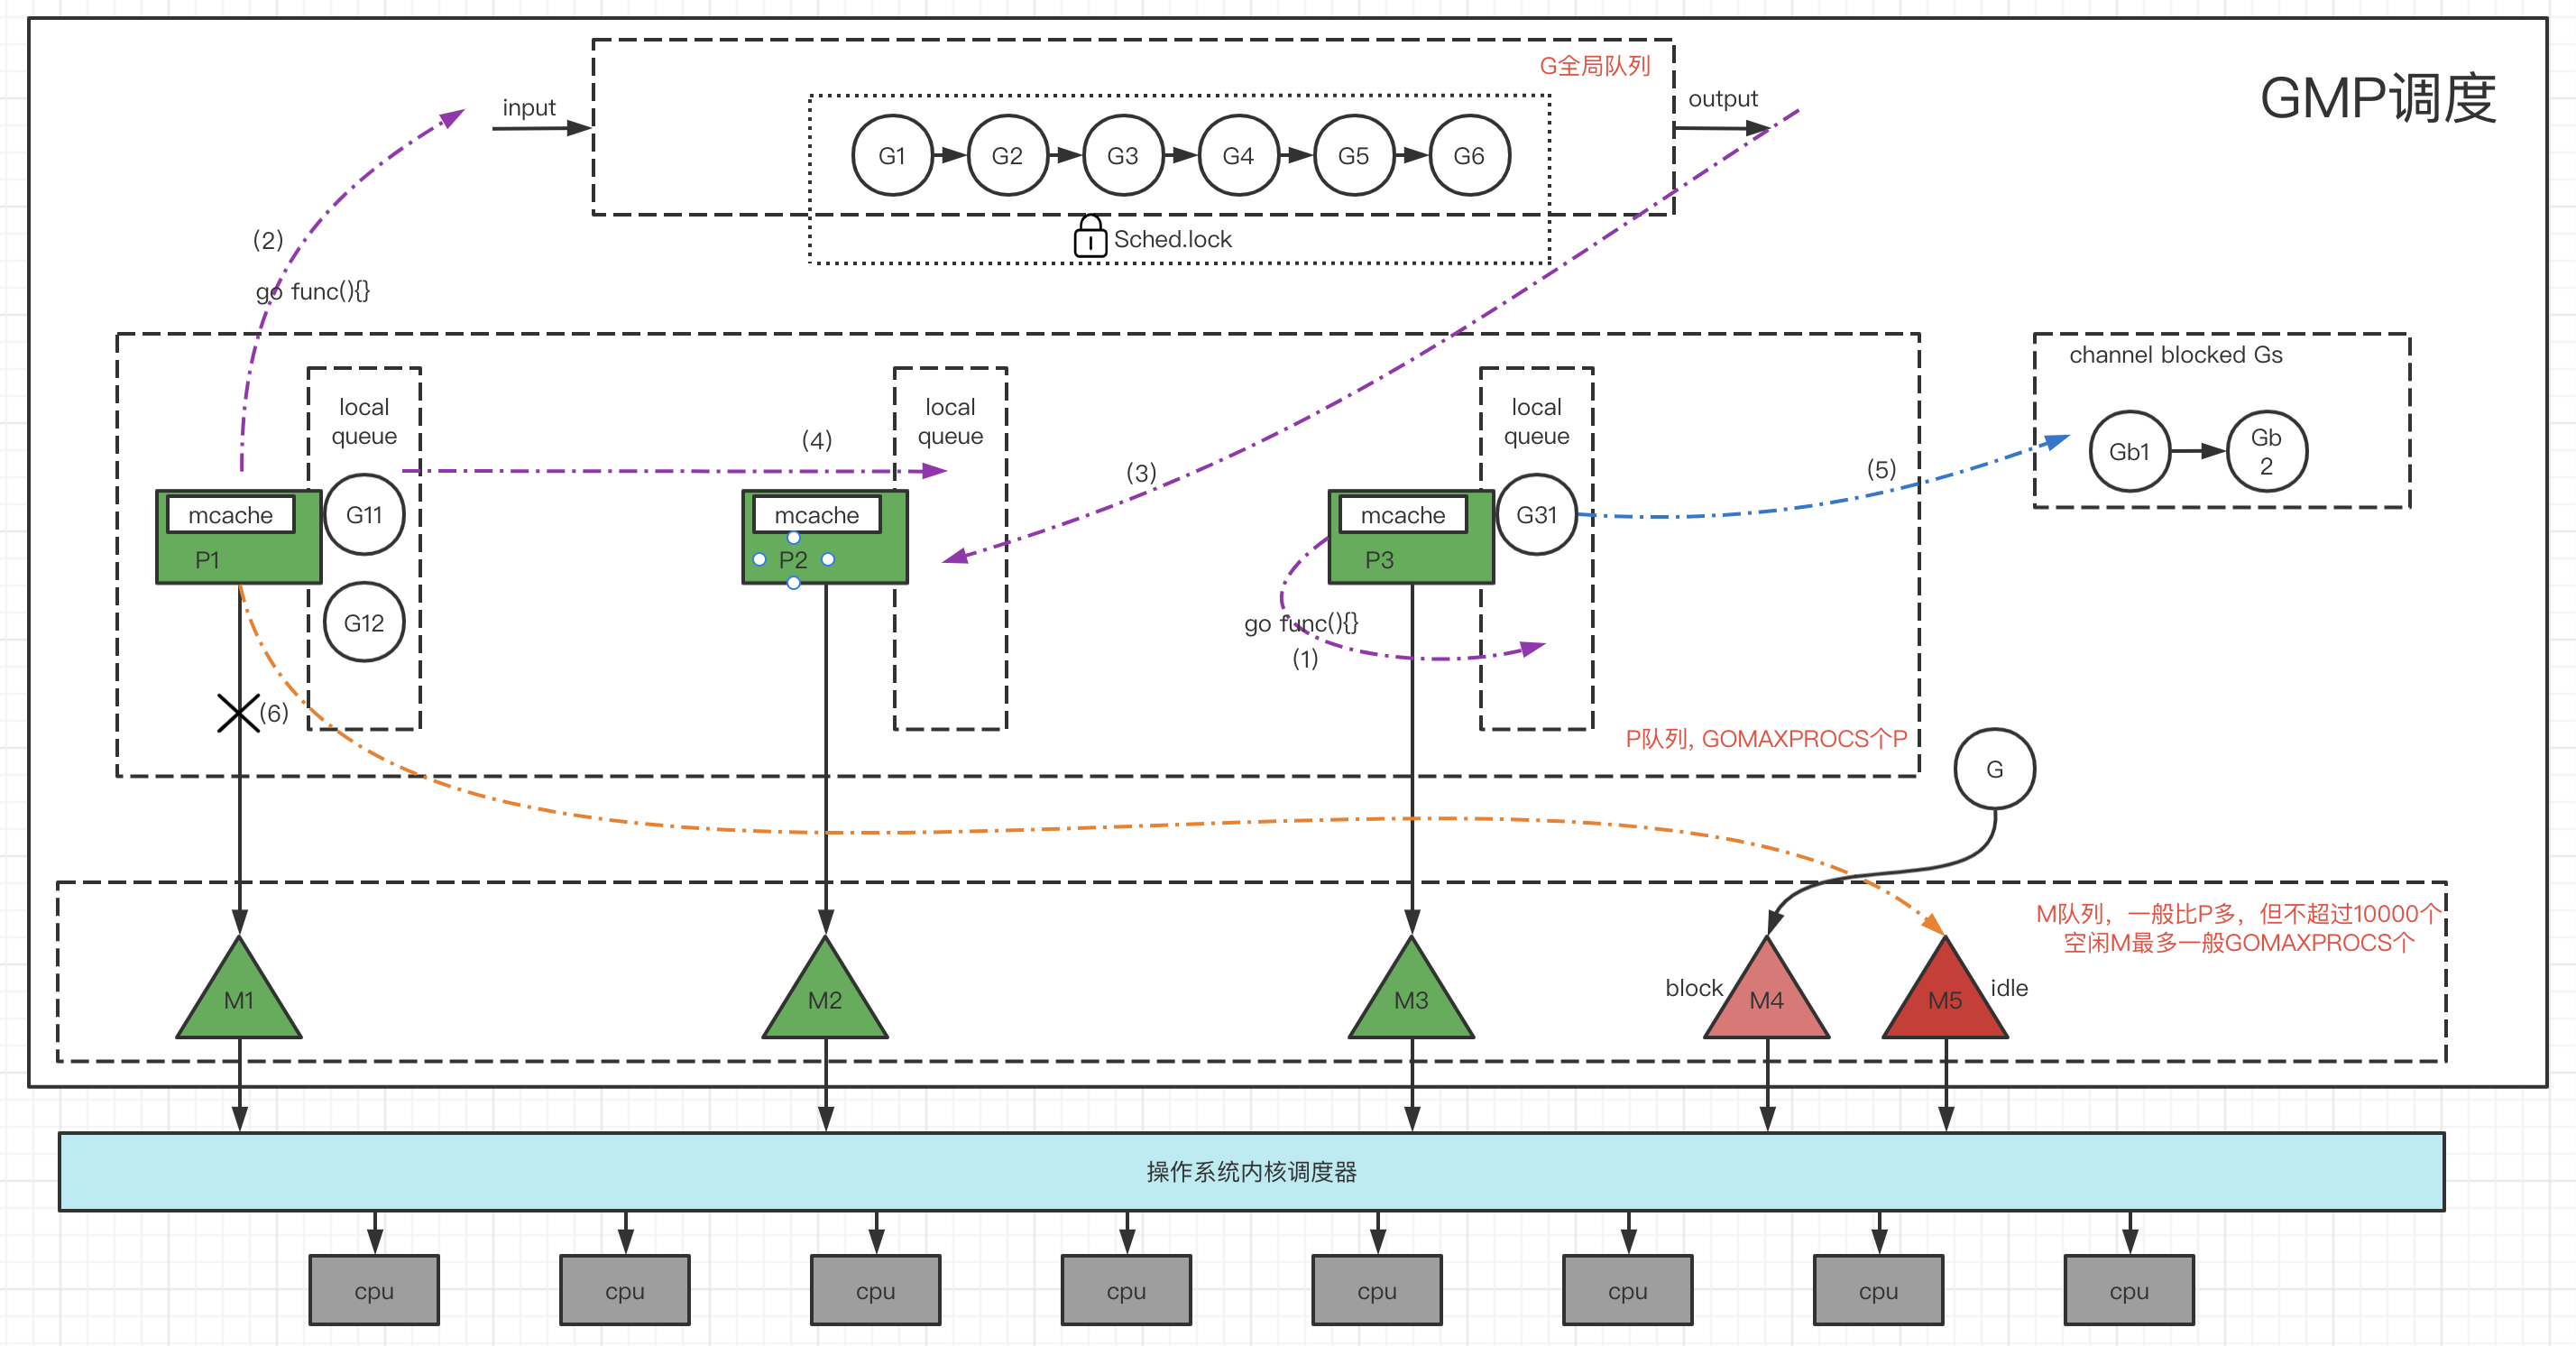 GMP调度
G全局队列
input
output
G1
G2
G3
G4
G5
G6
Sched.lock
(2)
go func(){}
local
queue
local
queue
local
queue
channel blocked Gs
(4)
(3)
(5)
Gb1
Gb
2
mcache
P1
G11
G12
mcache
P2
mcache
P3
G31
go func(){}
(1)
(6)
P队列, GOMAXPROCS个P
G
M队列，一般比P多，但不超过10000个
空闲M最多一般GOMAXPROCS个
M1
M2
M3
block
M4
M5
idle
操作系统内核调度器
cpu
cpu
cpu
cpu
cpu
cpu
cpu
cpu